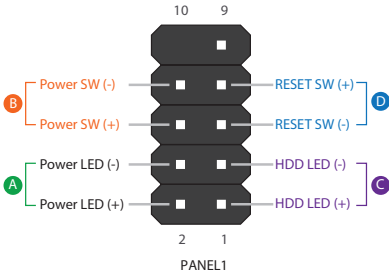 10 9
Power SW (-) RESET SW (+)
B D
Power SW (+) RESET SW (-)
Power LED (-) HDD LED (-)
A C
Power LED (+) HDD LED (+)
2 1
PANEL1